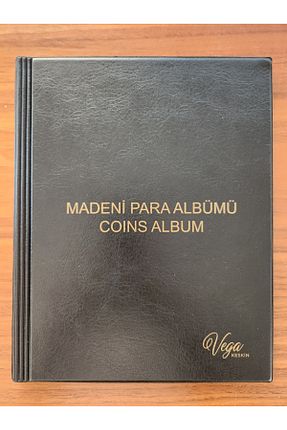 MADENİ PARA ALBÜMÜ
COINS ALBUM
Vega
KESKİN